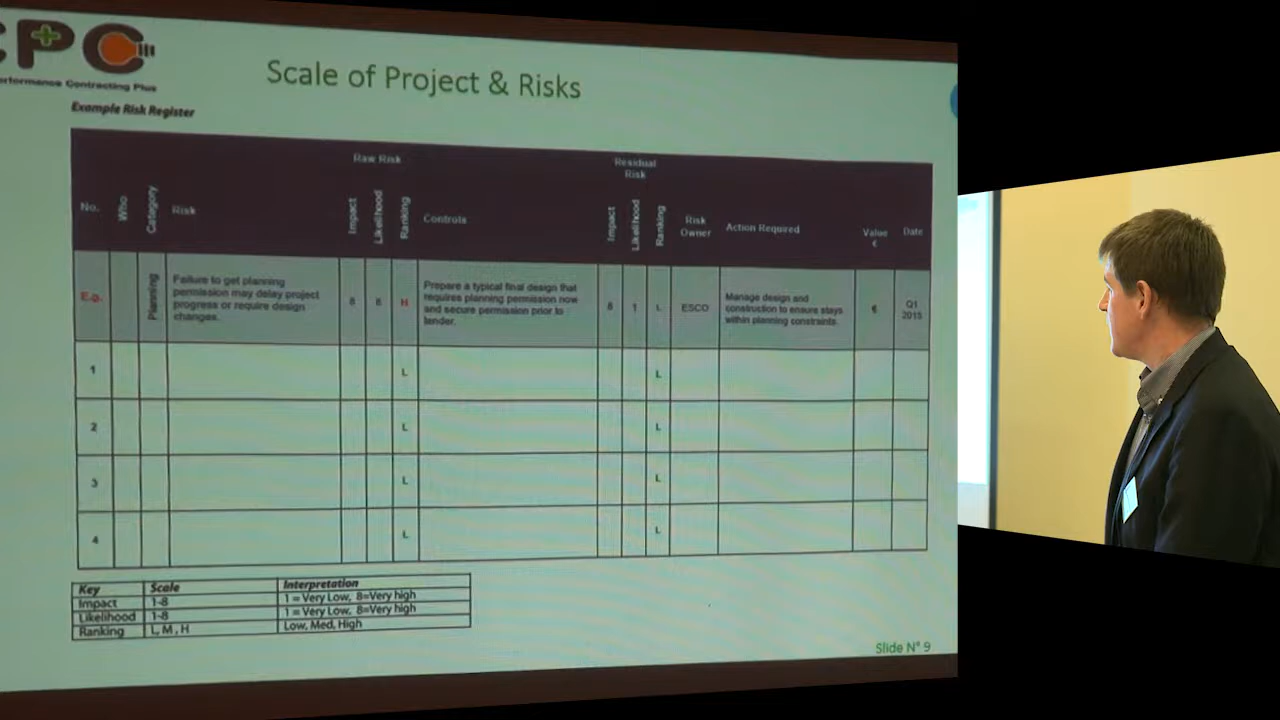 EPC
erformance Contracting Plus
Scale of Project & Risks
Example Risk Register
Raw Risk
Residual
Risk
No.
Who
Category
Risk
Impact
Likelihood
Ranking
Controls
Impact
Likelihood
Ranking
Risk
Owner
Action Required
Value
€
Date
E.g.
Planning
Failure to get planning
permission may delay project
progress or require design
changes.
8
8
H
Prepare a typical final design that
requires planning permission now
and secure permission prior to
tender.
8
1
L
ESCO
Manage design and
construction to ensure stays
within planning constraints.
€
Q1
2015
1
L
L
2
L
L
3
L
L
4
L
L
Key Scale Interpretation
Impact 1-8 1 = Very Low, 8=Very high
Likelihood 1-8 1 = Very Low, 8=Very high
Ranking L, M , H Low, Med, High
Slide N° 9